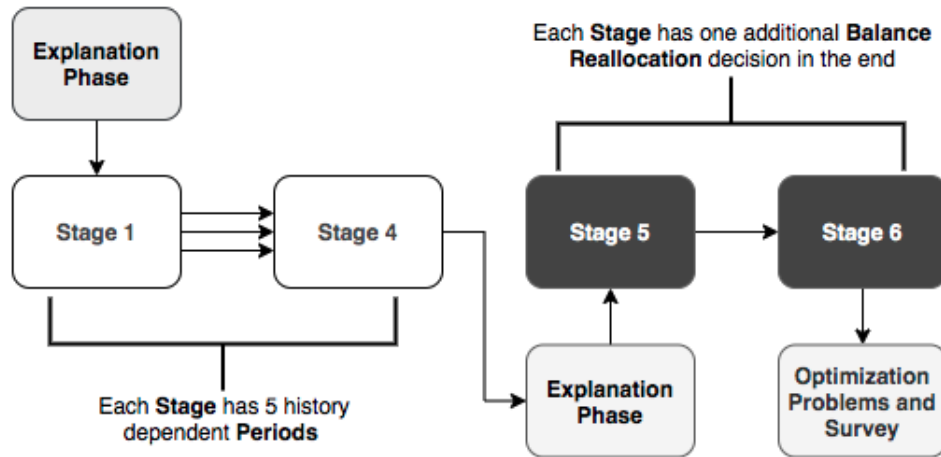 Explanation
Phase
Each Stage has one additional Balance
Reallocation decision in the end
Stage 1
Stage 4
Stage 5
Stage 6
Each Stage has 5 history
dependent Periods
Explanation
Phase
Optimization
Problems and
Survey